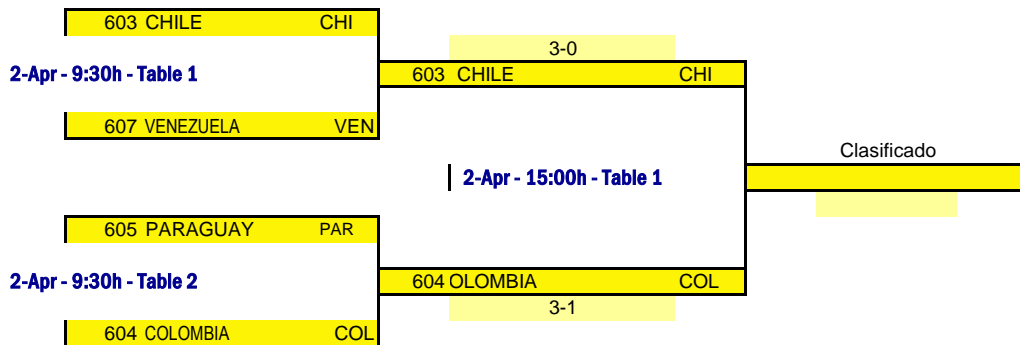 603 CHILE CHI
3-0
2-Apr - 9:30h - Table 1
603 CHILE CHI
607 VENEZUELA VEN
Clasificado
2-Apr - 15:00h - Table 1
605 PARAGUAY PAR
2-Apr - 9:30h - Table 2
604 OLOMBIA COL
3-1
604 COLOMBIA COL